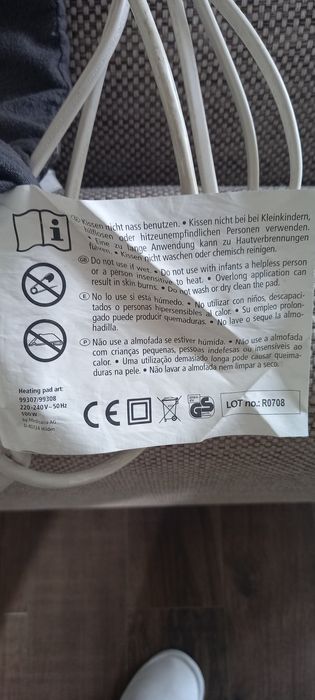 D Kissen nicht nass benutzen. • Kissen nicht bei bei Kleinkindern,
hilflosen oder hitzeunempfindlichen Personen verwenden.
• Eine zu lange Anwendung kann zu Hautverbrennungen
führen. • Kissen nicht waschen oder chemisch reinigen.
GB Do not use if wet. • Do not use with infants a helpless person
or a person insensitive to heat. • Overlong application can
result in skin burns. • Do not wash or dry clean the pad.
E No lo use si está húmedo. • No utilizar con niños, descapaci-
tados o personas hipersensibles al calor. • Su empleo prolon-
gado puede producir quemaduras. • No lave o seque la almo-
hadilla.
P Não use a almofada se estiver húmida. • Não use a almofada
com crianças pequenas, pessoas indefesas ou insensíveis ao
calor. • Uma utilização demasiado longa pode causar queima-
duras na pele. • Não lavar a almofada nem limpar a seco.
Heating pad art:
99307/99308
220-240V~50Hz
100W
by Medisana AG
CE
GS
LOT no.: R0708